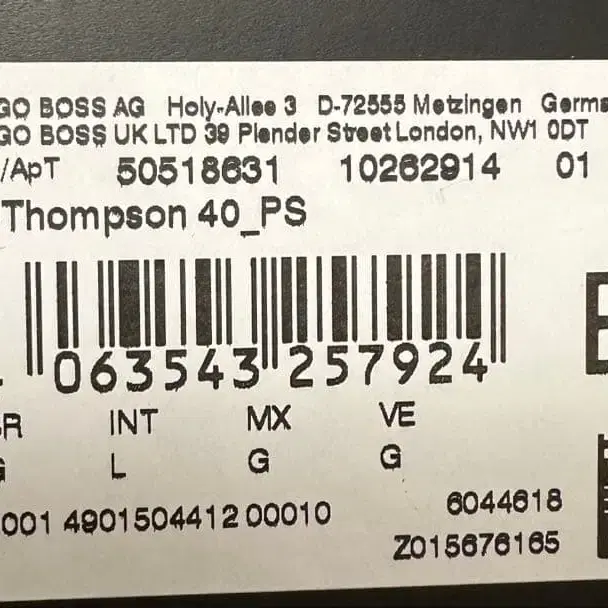 GO BOSS AG Holy-Allee 3 D-72555 Metzingen Germa
GO BOSS UK LTD 39 Plender Street London, NW1 0DT
/ApT 50518631 10262914 01
Thompson 40_PS
063543 257924
R INT MX VE
G L G G
001 4901504412 00010 6044618
Z015676165